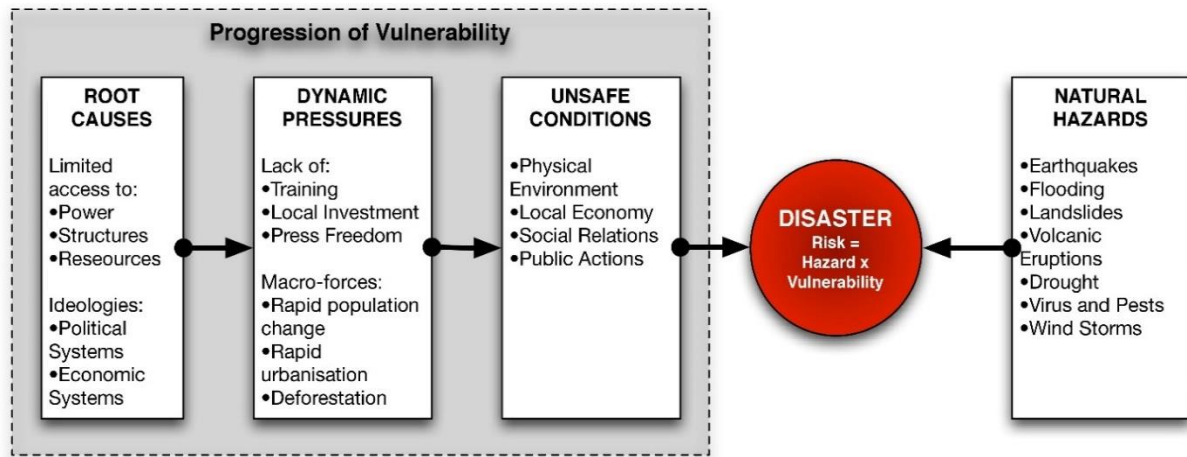 Progression of Vulnerability
ROOT
CAUSES
Limited
access to:
•Power
•Structures
•Reseources
Ideologies:
•Political
Systems
•Economic
Systems
DYNAMIC
PRESSURES
Lack of:
•Training
•Local Investment
•Press Freedom
Macro-forces:
•Rapid population
change
•Rapid
urbanisation
•Deforestation
UNSAFE
CONDITIONS
•Physical
Environment
•Local Economy
•Social Relations
•Public Actions
DISASTER
Risk =
Hazard x
Vulnerability
NATURAL
HAZARDS
•Earthquakes
•Flooding
•Landslides
•Volcanic
Eruptions
•Drought
•Virus and Pests
•Wind Storms